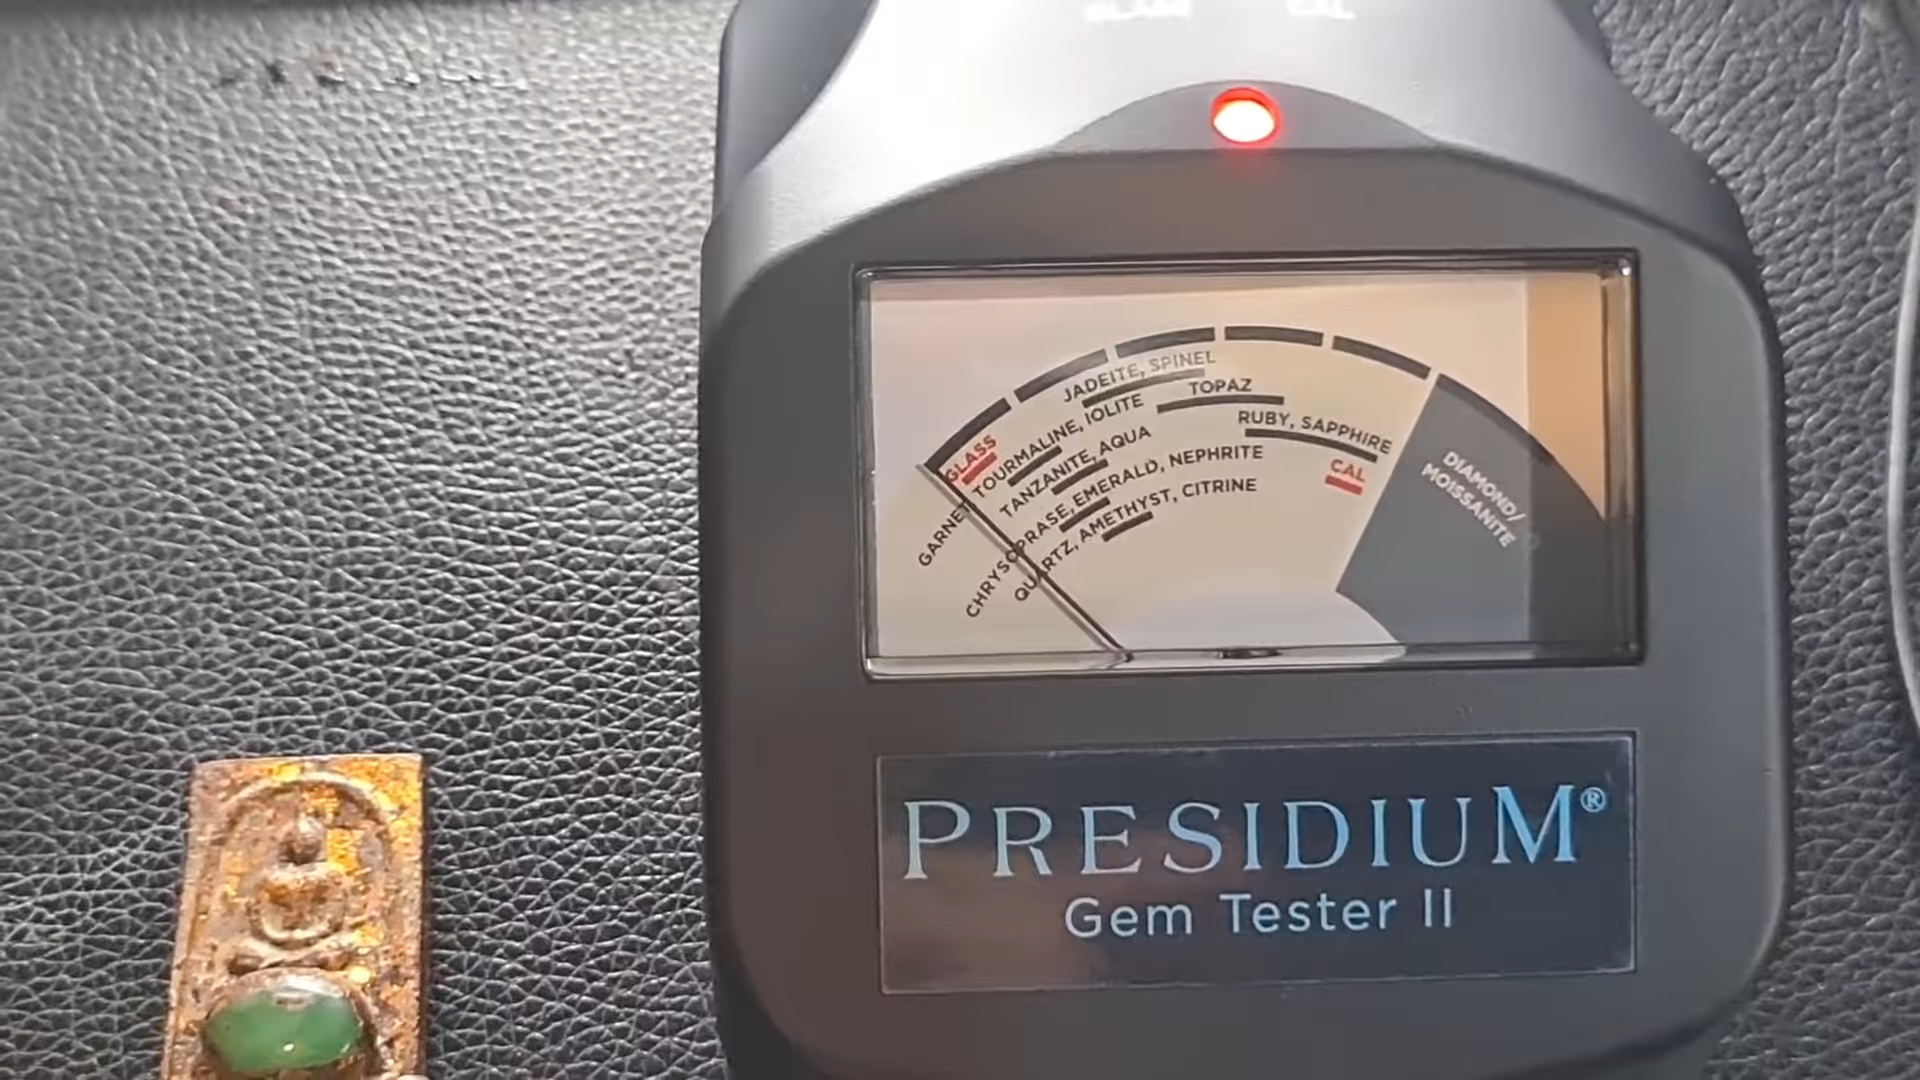 CAL
JADEITE, SPINEL
TOPAZ
GLASS
GARNET, TOURMALINE, IOLITE
RUBY, SAPPHIRE
TANZANITE, AQUA
CHRYSOPRASE, EMERALD, NEPHRITE
CAL
QUARTZ, AMETHYST, CITRINE
DIAMOND/
MOISSANITE
PRESIDIUM®
Gem Tester II